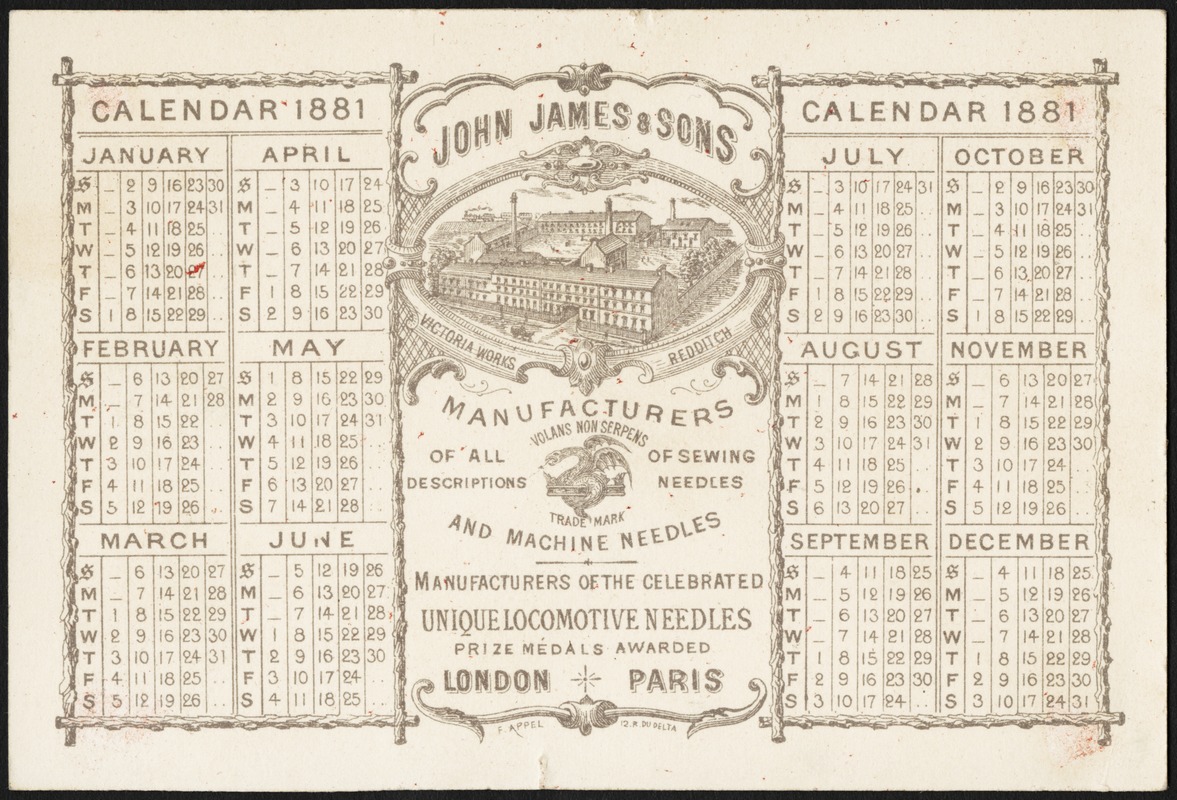 CALENDAR 1881
JANUARY
S _ 2 9 16 23 30
M _ 3 10 17 24 31
T _ 4 11 18 25 ..
W _ 5 12 19 26 ..
T _ 6 13 20 27 ..
F _ 7 14 21 28 ..
S 1 8 15 22 29 ..
FEBRUARY
S _ 6 13 20 27
M _ 7 14 21 28
T 1 8 15 22 ..
W 2 9 16 23 ..
T 3 10 17 24 ..
F 4 11 18 25 ..
S 5 12 19 26 ..
MARCH
S _ 6 13 20 27
M _ 7 14 21 28
T 1 8 15 22 29
W 2 9 16 23 30
T 3 10 17 24 31
F 4 11 18 25 ..
S 5 12 19 26 ..
APRIL
S _ 3 10 17 24
M _ 4 11 18 25
T _ 5 12 19 26
W _ 6 13 20 27
T _ 7 14 21 28
F 1 8 15 22 29
S 2 9 16 23 30
MAY
S 1 8 15 22 29
M 2 9 16 23 30
T 3 10 17 24 31
W 4 11 18 25 ..
T 5 12 19 26 ..
F 6 13 20 27 ..
S 7 14 21 28 ..
JUNE
S _ 5 12 19 26
M _ 6 13 20 27
T _ 7 14 21 28
W 1 8 15 22 29
T 2 9 16 23 30
F 3 10 17 24 ..
S 4 11 18 25 ..
JOHN JAMES & SONS
VICTORIA WORKS REDDITCH
MANUFACTURERS
VOLANS NON SERPENS
OF ALL OF SEWING
DESCRIPTIONS NEEDLES
TRADE MARK
AND MACHINE NEEDLES
MANUFACTURERS OF THE CELEBRATED
UNIQUE LOCOMOTIVE NEEDLES
PRIZE MEDALS AWARDED
LONDON PARIS
F. APPEL 12. R. DU DELTA
CALENDAR 1881
JULY
S _ 3 10 17 24 31
M _ 4 11 18 25 ..
T _ 5 12 19 26 ..
W _ 6 13 20 27 ..
T _ 7 14 21 28 ..
F 1 8 15 22 29 ..
S 2 9 16 23 30 ..
AUGUST
S _ 7 14 21 28
M 1 8 15 22 29
T 2 9 16 23 30
W 3 10 17 24 31
T 4 11 18 25 ..
F 5 12 19 26 ..
S 6 13 20 27 ..
SEPTEMBER
S _ 4 11 18 25
M _ 5 12 19 26
T _ 6 13 20 27
W _ 7 14 21 28
T 1 8 15 22 29
F 2 9 16 23 30
S 3 10 17 24 ..
OCTOBER
S _ 2 9 16 23 30
M _ 3 10 17 24 31
T _ 4 11 18 25 ..
W _ 5 12 19 26 ..
T _ 6 13 20 27 ..
F _ 7 14 21 28 ..
S 1 8 15 22 29 ..
NOVEMBER
S _ 6 13 20 27
M _ 7 14 21 28
T 1 8 15 22 29
W 2 9 16 23 30
T 3 10 17 24 ..
F 4 11 18 25 ..
S 5 12 19 26 ..
DECEMBER
S _ 4 11 18 25
M _ 5 12 19 26
T _ 6 13 20 27
W _ 7 14 21 28
T 1 8 15 22 29
F 2 9 16 23 30
S 3 10 17 24 31